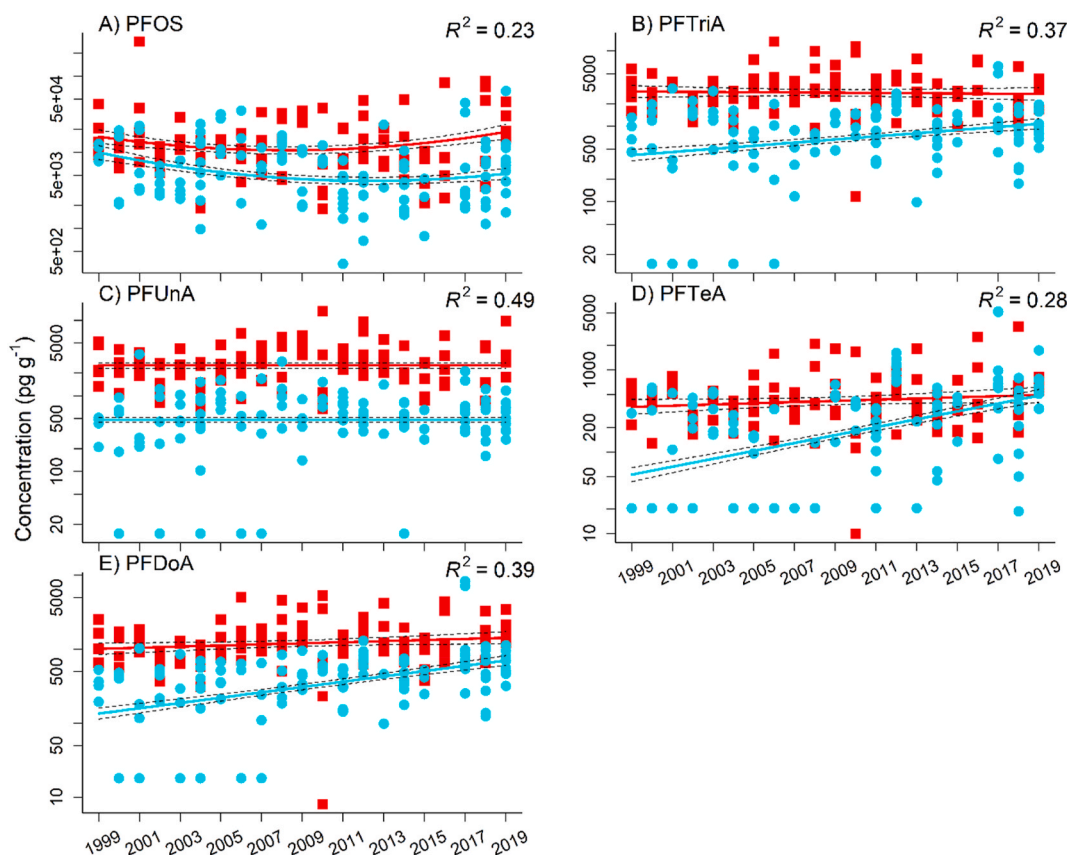 A) PFOS
R² = 0.23
5e+04
5e+03
5e+02
B) PFTriA
R² = 0.37
5000
500
100
20
C) PFUnA
R² = 0.49
5000
500
100
20
D) PFTeA
R² = 0.28
5000
1000
200
50
10
1999 2001 2003 2005 2007 2009 2011 2013 2015 2017 2019
E) PFDoA
R² = 0.39
5000
500
50
10
1999 2001 2003 2005 2007 2009 2011 2013 2015 2017 2019
Concentration (pg g⁻¹)